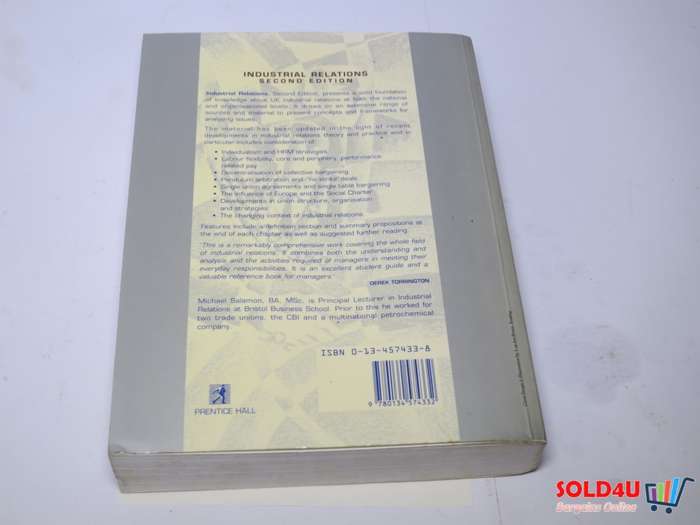 INDUSTRIAL RELATIONS
SECOND EDITION
Industrial Relations, Second Edition, presents a solid foundation
of knowledge about UK industrial relations at both the national
and organisational levels. It draws on an extensive range of
sources and material to present concepts and frameworks for
analysing issues.
The material has been updated in the light of recent
developments in industrial relations theory and practice and in
particular includes consideration of:
• Individualism and HRM strategies
• Labour flexibility, core and periphery, performance
related pay
• Decentralisation of collective bargaining
• Pendulum arbitration and "no strike" deals
• Single union agreements and single table bargaining
• The influence of Europe and the Social Charter
• Developments in union structure, organisation
and strategies
• The changing context of industrial relations
Features include a definition section and summary propositions at
the end of each chapter as well as suggested further reading.
"This is a remarkably comprehensive work covering the whole field
of industrial relations. It combines both the understanding and
analysis and the activities required of managers in meeting their
everyday responsibilities. It is an excellent student guide and a
valuable reference book for managers."
DEREK TORRINGTON
Michael Salamon, BA, MSc, is Principal Lecturer in Industrial
Relations at Bristol Business School. Prior to this he worked for
two trade unions, the CBI and a multinational petrochemical
company.
ISBN 0-13-457433-8
9 780134 574332
PRENTICE HALL
SOLD4U
Bargains Online